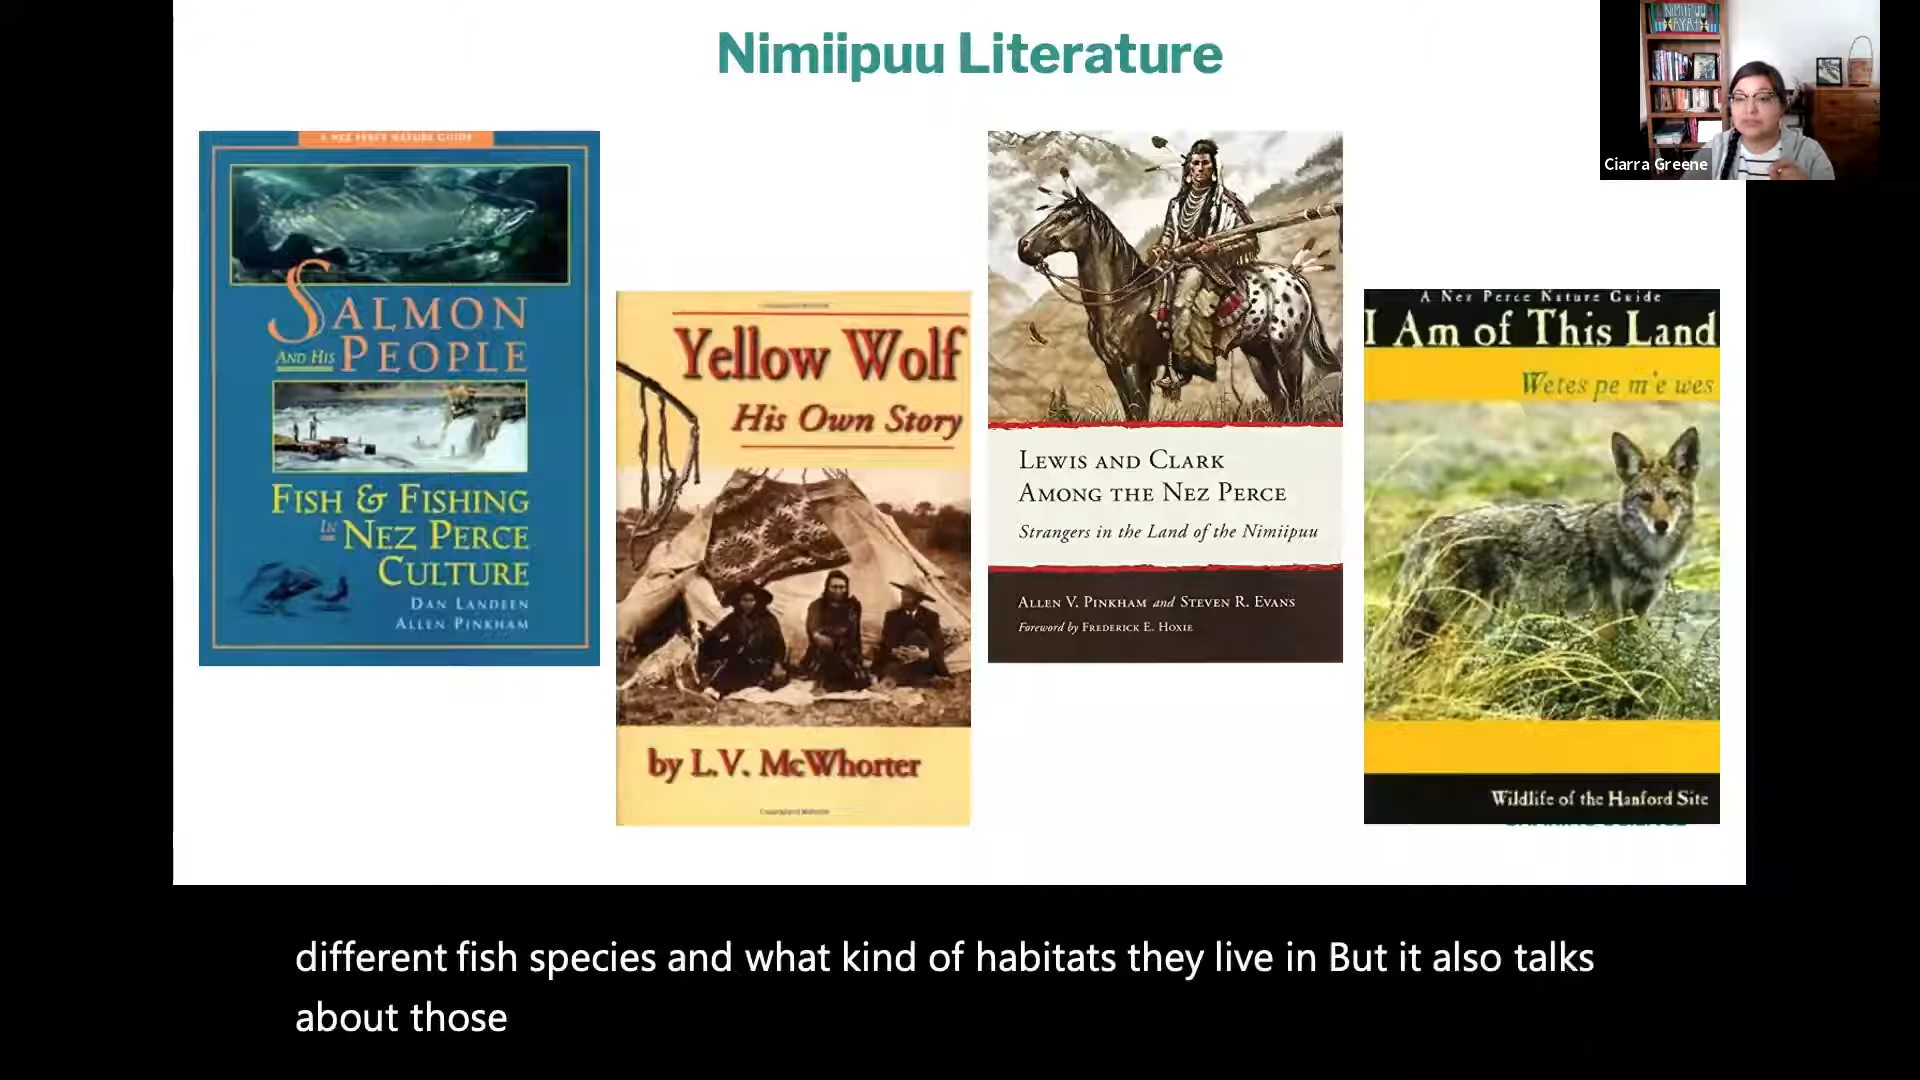 Nimiipuu Literature
NIMIIPUU
Ciarra Greene
A NEZ PERCE NATURE GUIDE
SALMON
AND HIS PEOPLE
FISH & FISHING
IN NEZ PERCE
CULTURE
DAN LANDEEN
ALLEN PINKHAM
Yellow Wolf
His Own Story
by L.V. McWhorter
LEWIS AND CLARK
AMONG THE NEZ PERCE
Strangers in the Land of the Nimiipuu
ALLEN V. PINKHAM and STEVEN R. EVANS
Foreword by FREDERICK E. HOXIE
A Nez Perce Nature Guide
I Am of This Land
Wetes pe m'e wes
Wildlife of the Hanford Site
different fish species and what kind of habitats they live in But it also talks
about those